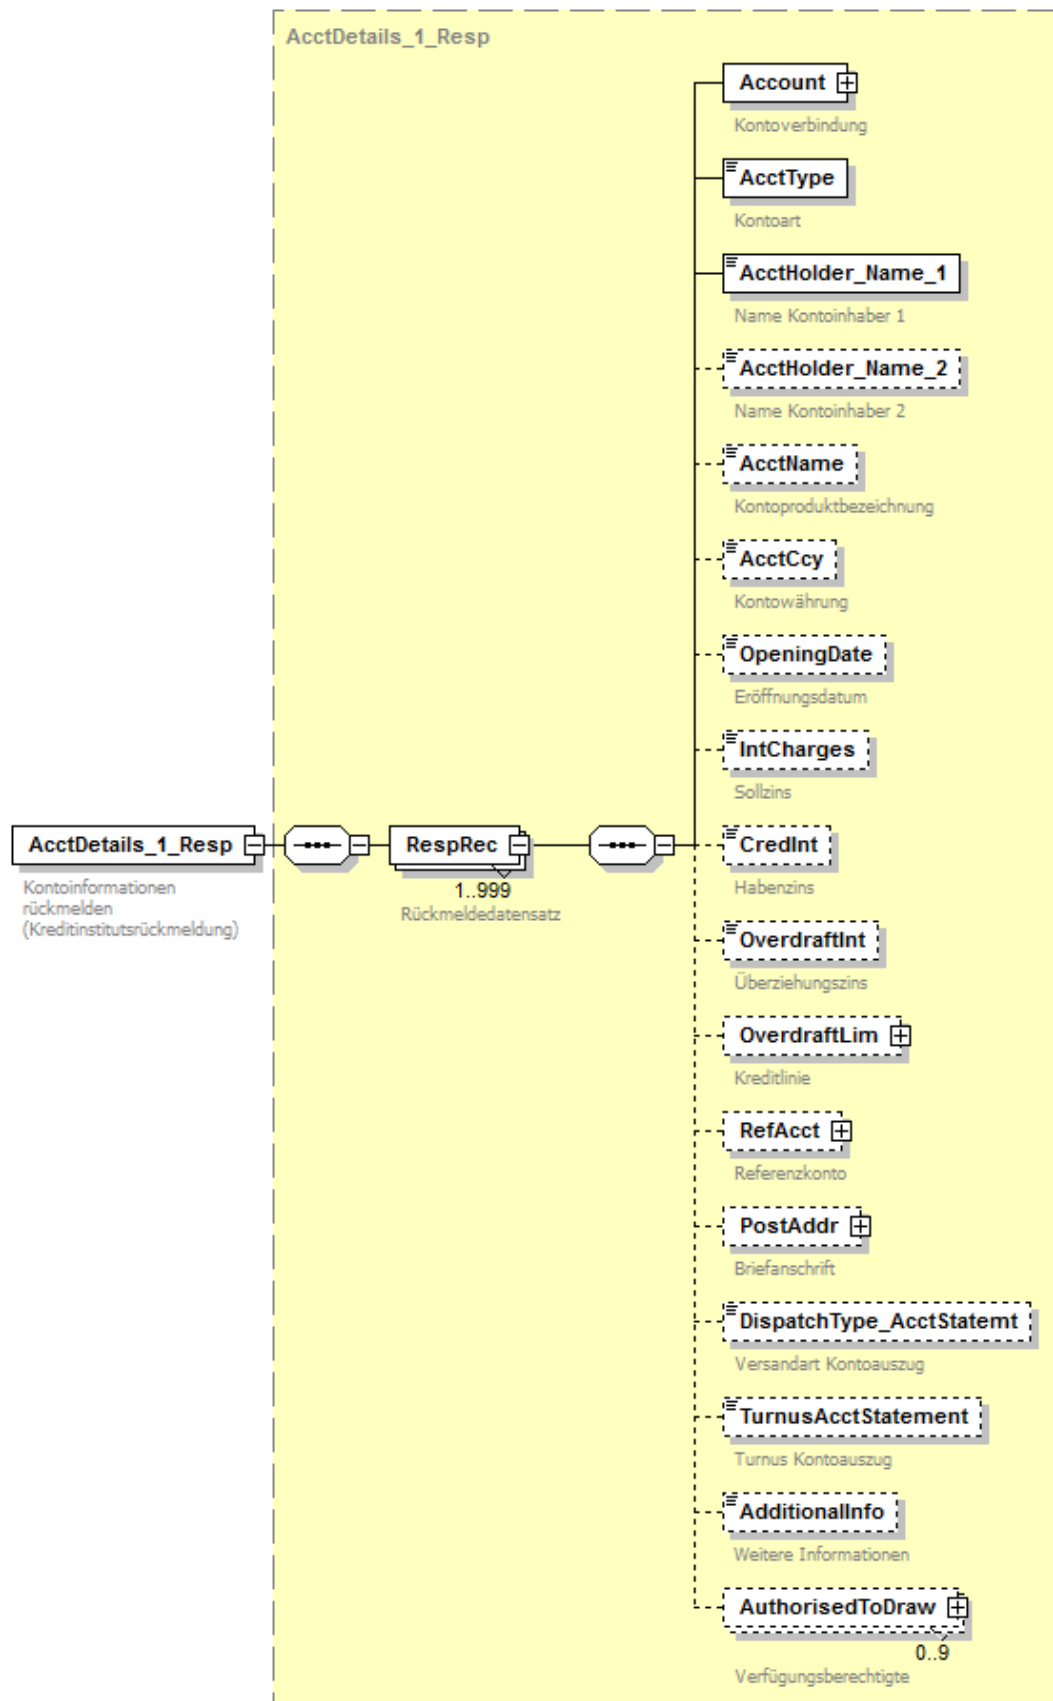 AcctDetails_1_Resp
Account
Kontoverbindung
AcctType
Kontoart
AcctHolder_Name_1
Name Kontoinhaber 1
AcctHolder_Name_2
Name Kontoinhaber 2
AcctName
Kontoproduktbezeichnung
AcctCcy
Kontowährung
OpeningDate
Eröffnungsdatum
IntCharges
Sollzins
AcctDetails_1_Resp
Kontoinformationen
rückmelden
(Kreditinstitutsrückmeldung)
RespRec
1..999
Rückmeldedatensatz
CredInt
Habenzins
OverdraftInt
Überziehungszins
OverdraftLim
Kreditlinie
RefAcct
Referenzkonto
PostAddr
Briefanschrift
DispatchType_AcctStatemt
Versandart Kontoauszug
TurnusAcctStatement
Turnus Kontoauszug
AdditionalInfo
Weitere Informationen
AuthorisedToDraw
0..9
Verfügungsberechtigte